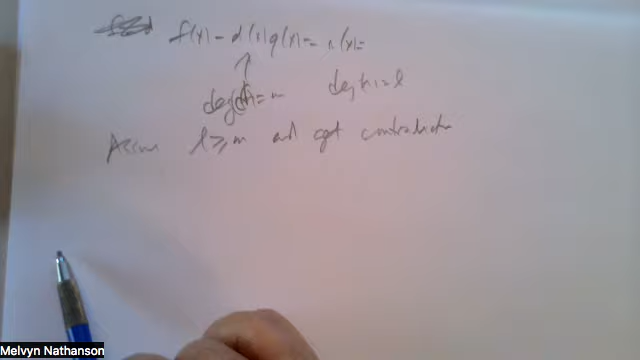 f(x) - d(x)q(x) = r(x) =
deg(d) = m deg r = l
Assume l ≥ m and get contradiction
Melvyn Nathanson